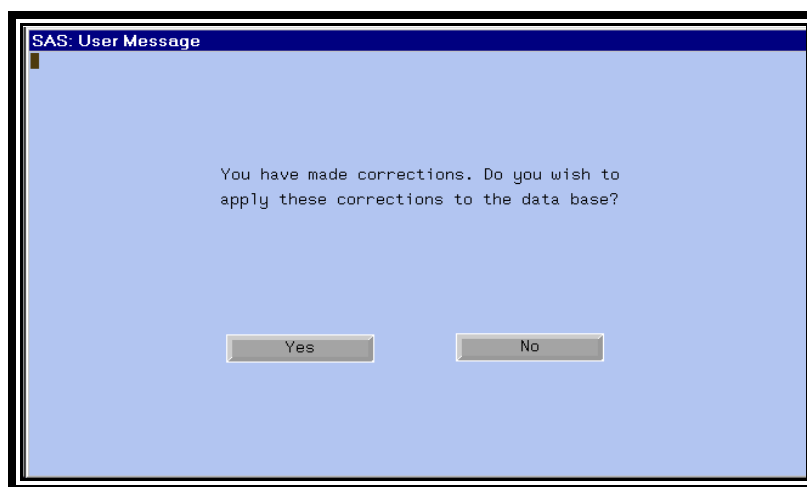 SAS: User Message
You have made corrections. Do you wish to
apply these corrections to the data base?
Yes No